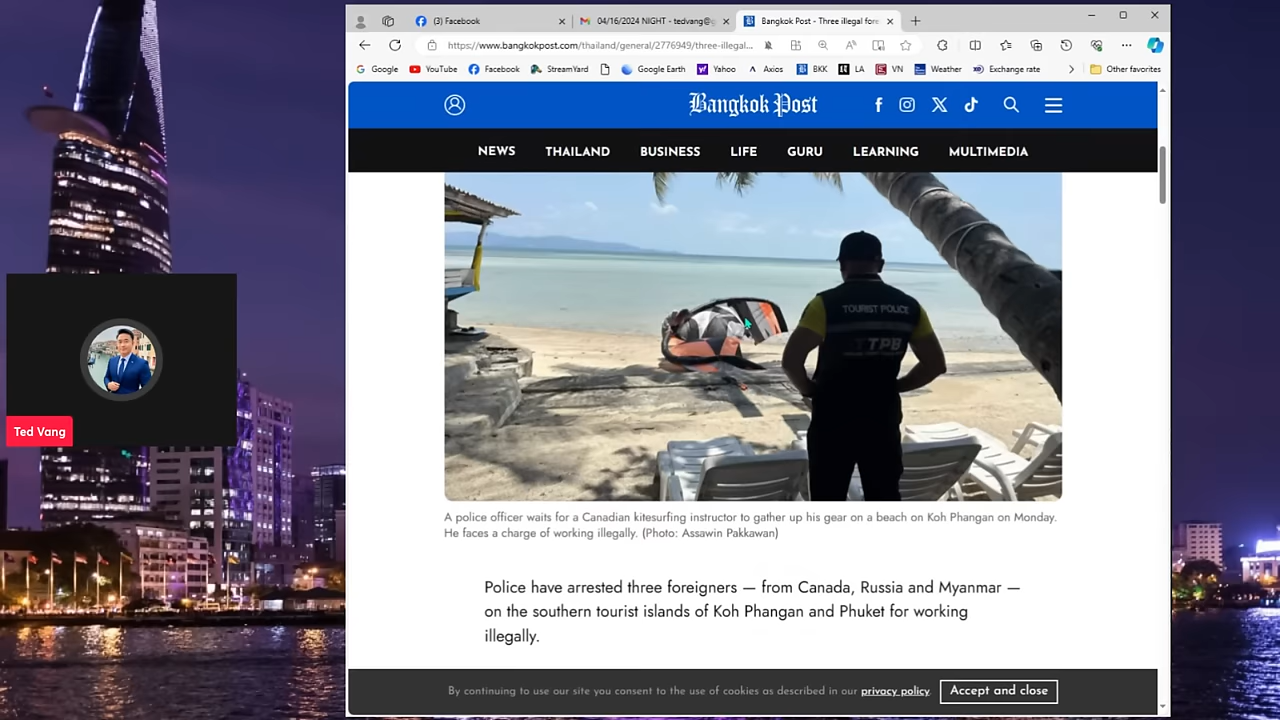 (3) Facebook
04/16/2024 NIGHT - tedvang@
Bangkok Post - Three illegal fore
https://www.bangkokpost.com/thailand/general/2776949/three-illegal...
Google YouTube Facebook StreamYard Google Earth Yahoo Axios BKK LA VN Weather Exchange rate Other favorites
Bangkok Post
NEWS THAILAND BUSINESS LIFE GURU LEARNING MULTIMEDIA
TOURIST POLICE
TTPB
A police officer waits for a Canadian kitesurfing instructor to gather up his gear on a beach on Koh Phangan on Monday.
He faces a charge of working illegally. (Photo: Assawin Pakkawan)
Police have arrested three foreigners — from Canada, Russia and Myanmar —
on the southern tourist islands of Koh Phangan and Phuket for working
illegally.
By continuing to use our site you consent to the use of cookies as described in our privacy policy. Accept and close
Ted Vang